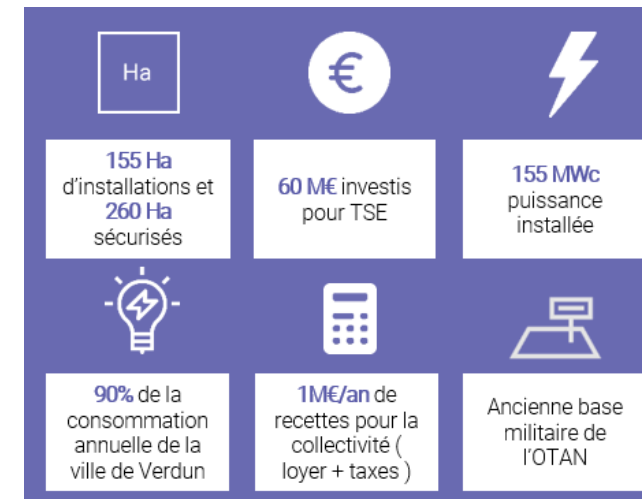 Ha
€
155 Ha
d'installations et
260 Ha
sécurisés
60 M€ investis
pour TSE
155 MWc
puissance
installée
90% de la
consommation
annuelle de la
ville de Verdun
1M€/an de
recettes pour la
collectivité (
loyer + taxes )
Ancienne base
militaire de
l'OTAN